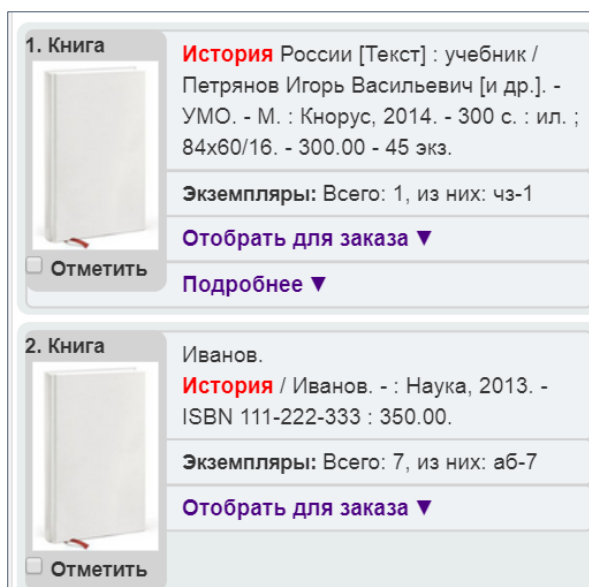 1. Книга
История России [Текст] : учебник /
Петрянов Игорь Васильевич [и др.]. -
УМО. - М. : Кнорус, 2014. - 300 с. : ил. ;
84х60/16. - 300.00 - 45 экз.
Экземпляры: Всего: 1, из них: чз-1
Отобрать для заказа ▼
Отметить
Подробнее ▼
2. Книга
Иванов.
История / Иванов. - : Наука, 2013. -
ISBN 111-222-333 : 350.00.
Экземпляры: Всего: 7, из них: аб-7
Отобрать для заказа ▼
Отметить